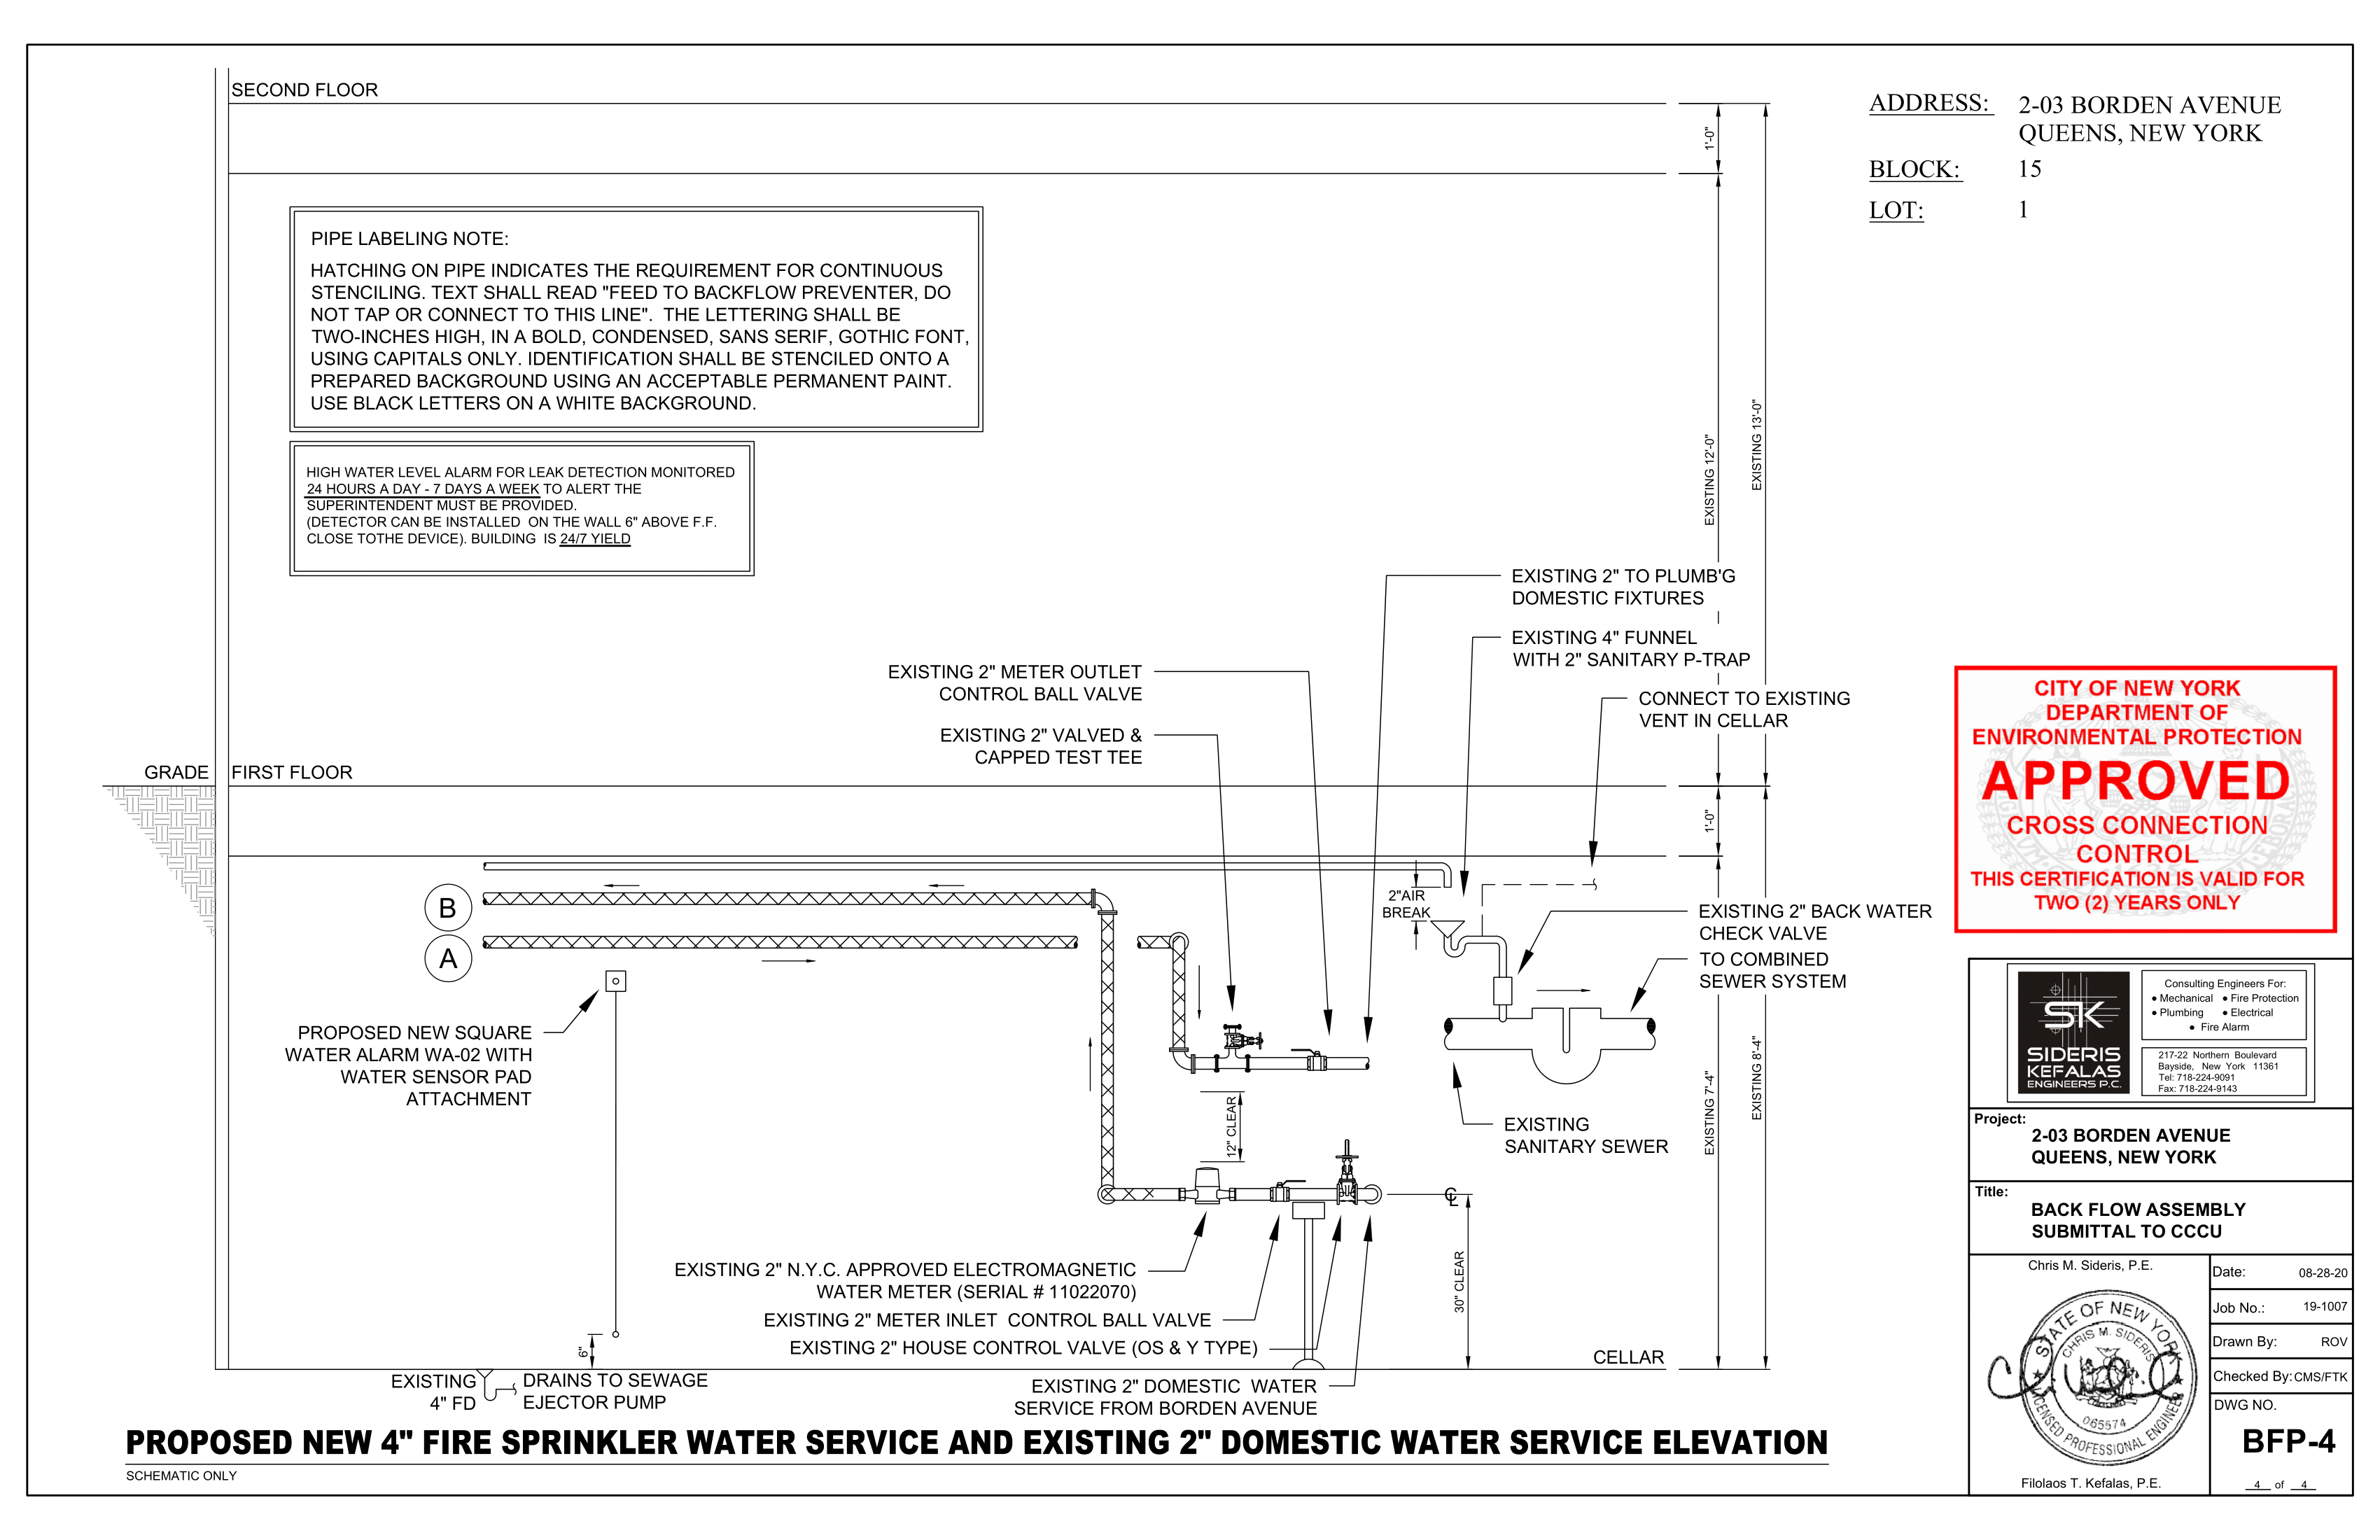 SECOND FLOOR
1'-0"
ADDRESS: 2-03 BORDEN AVENUE
QUEENS, NEW YORK
BLOCK: 15
LOT: 1
PIPE LABELING NOTE:
HATCHING ON PIPE INDICATES THE REQUIREMENT FOR CONTINUOUS
STENCILING. TEXT SHALL READ "FEED TO BACKFLOW PREVENTER, DO
NOT TAP OR CONNECT TO THIS LINE". THE LETTERING SHALL BE
TWO-INCHES HIGH, IN A BOLD, CONDENSED, SANS SERIF, GOTHIC FONT,
USING CAPITALS ONLY. IDENTIFICATION SHALL BE STENCILED ONTO A
PREPARED BACKGROUND USING AN ACCEPTABLE PERMANENT PAINT.
USE BLACK LETTERS ON A WHITE BACKGROUND.
HIGH WATER LEVEL ALARM FOR LEAK DETECTION MONITORED
24 HOURS A DAY - 7 DAYS A WEEK TO ALERT THE
SUPERINTENDENT MUST BE PROVIDED.
(DETECTOR CAN BE INSTALLED ON THE WALL 6" ABOVE F.F.
CLOSE TOTHE DEVICE). BUILDING IS 24/7 YIELD
EXISTING 12'-0"
EXISTING 13'-0"
EXISTING 2" TO PLUMB'G
DOMESTIC FIXTURES
EXISTING 4" FUNNEL
WITH 2" SANITARY P-TRAP
EXISTING 2" METER OUTLET
CONTROL BALL VALVE
CONNECT TO EXISTING
VENT IN CELLAR
EXISTING 2" VALVED &
CAPPED TEST TEE
GRADE
FIRST FLOOR
1'-0"
B
A
2"AIR
BREAK
EXISTING 2" BACK WATER
CHECK VALVE
TO COMBINED
SEWER SYSTEM
PROPOSED NEW SQUARE
WATER ALARM WA-02 WITH
WATER SENSOR PAD
ATTACHMENT
12" CLEAR
EXISTING
SANITARY SEWER
EXISTING 7'-4"
EXISTING 8'-4"
C
L
30" CLEAR
EXISTING 2" N.Y.C. APPROVED ELECTROMAGNETIC
WATER METER (SERIAL # 11022070)
EXISTING 2" METER INLET CONTROL BALL VALVE
EXISTING 2" HOUSE CONTROL VALVE (OS & Y TYPE)
6"
CELLAR
EXISTING
4" FD
DRAINS TO SEWAGE
EJECTOR PUMP
EXISTING 2" DOMESTIC WATER
SERVICE FROM BORDEN AVENUE
PROPOSED NEW 4" FIRE SPRINKLER WATER SERVICE AND EXISTING 2" DOMESTIC WATER SERVICE ELEVATION
SCHEMATIC ONLY
CITY OF NEW YORK
DEPARTMENT OF
ENVIRONMENTAL PROTECTION
APPROVED
CROSS CONNECTION
CONTROL
THIS CERTIFICATION IS VALID FOR
TWO (2) YEARS ONLY
SK
SIDERIS
KEFALAS
ENGINEERS P.C.
Consulting Engineers For:
● Mechanical ● Fire Protection
● Plumbing ● Electrical
● Fire Alarm
217-22 Northern Boulevard
Bayside, New York 11361
Tel: 718-224-9091
Fax: 718-224-9143
Project:
2-03 BORDEN AVENUE
QUEENS, NEW YORK
Title:
BACK FLOW ASSEMBLY
SUBMITTAL TO CCCU
Chris M. Sideris, P.E.
STATE OF NEW YORK
CHRIS M. SIDERIS
065574
LICENSED PROFESSIONAL ENGINEER
Filolaos T. Kefalas, P.E.
Date: 08-28-20
Job No.: 19-1007
Drawn By: ROV
Checked By: CMS/FTK
DWG NO.
BFP-4
4 of 4